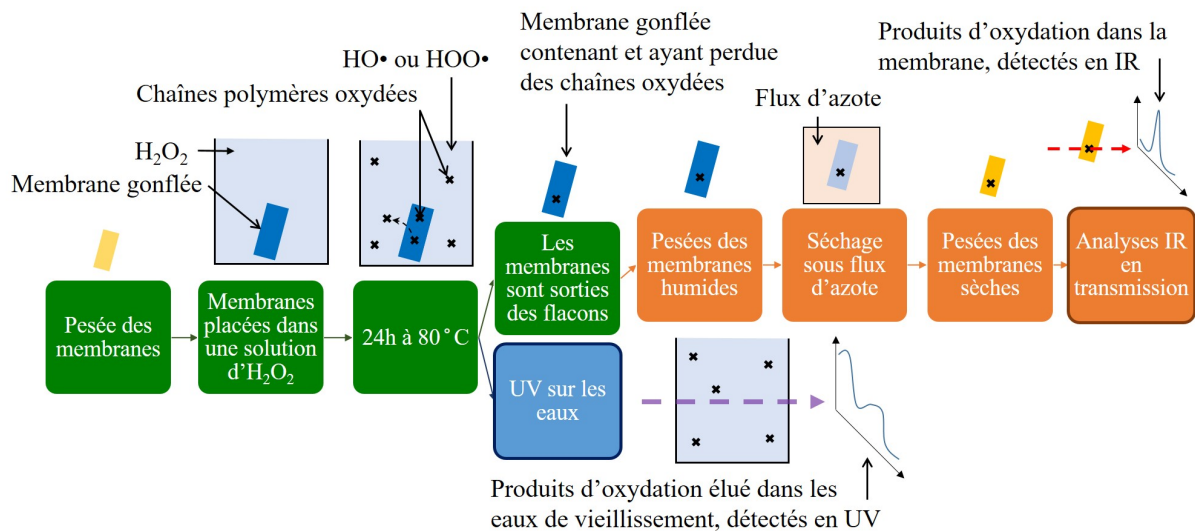 HO• ou HOO•
Chaînes polymères oxydées
H₂O₂
Membrane gonflée
Membrane gonflée
contenant et ayant perdue
des chaînes oxydées
Flux d’azote
Produits d’oxydation dans la
membrane, détectés en IR
Pesée des
membranes
Membranes
placées dans
une solution
d’H₂O₂
24h à 80°C
Les
membranes
sont sorties
des flacons
Pesées des
membranes
humides
Séchage
sous flux
d’azote
Pesées des
membranes
sèches
Analyses IR
en
transmission
UV sur les
eaux
Produits d’oxydation élué dans les
eaux de vieillissement, détectés en UV